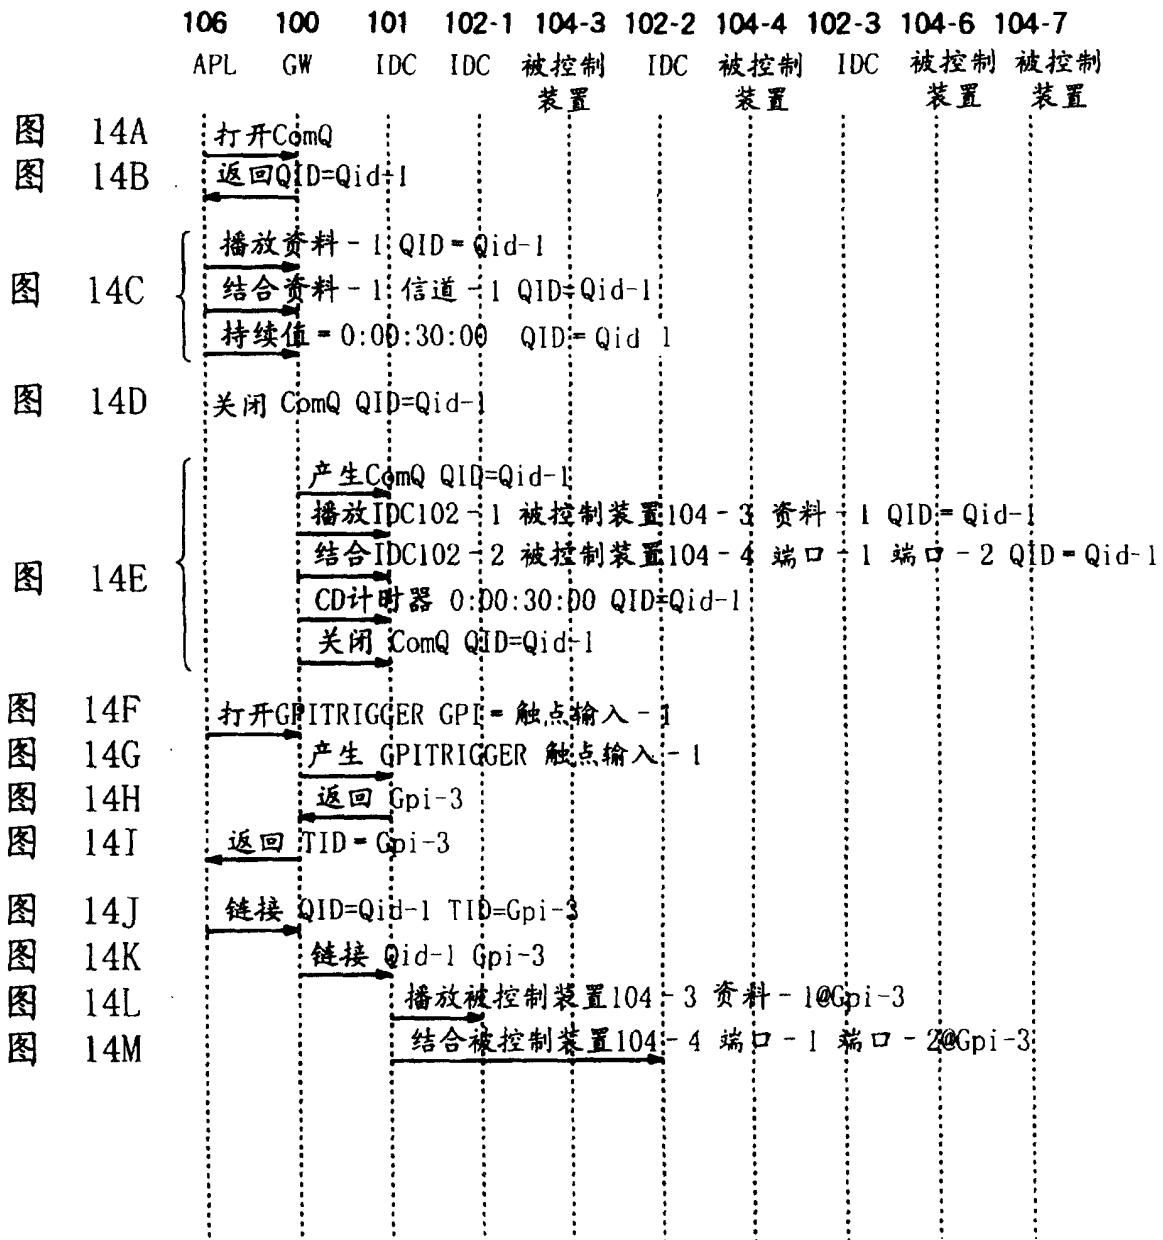 106 100 101 102-1 104-3 102-2 104-4 102-3 104-6 104-7
APL GW IDC IDC 被控制装置 IDC 被控制装置 IDC 被控制装置 被控制装置
图 14A 打开ComQ
图 14B 返回QID=Qid-1
播放资料-1 QID=Qid-1
图 14C 结合资料-1 信道-1 QID=Qid-1
持续值=0:00:30:00 QID=Qid 1
图 14D 关闭 ComQ QID=Qid-1
产生ComQ QID=Qid-1
播放IDC102-1 被控制装置104-3 资料-1 QID=Qid-1
结合IDC102-2 被控制装置104-4 端口-1 端口-2 QID=Qid-1
图 14E CD计时器 0:00:30:00 QID=Qid-1
关闭 ComQ QID=Qid-1
图 14F 打开GPITRIGGER GPI=触点输入-1
图 14G 产生 GPITRIGGER 触点输入-1
图 14H 返回 Gpi-3
图 14I 返回 TID=Gpi-3
图 14J 链接 QID=Qid-1 TID=Gpi-3
图 14K 链接 Qid-1 Gpi-3
图 14L 播放被控制装置104-3 资料-1@Gpi-3
图 14M 结合被控制装置104-4 端口-1 端口-2@Gpi-3